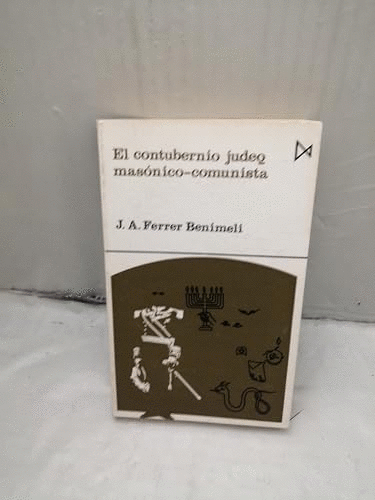 El contubernio judeo
masónico-comunista
J. A. Ferrer Benimeli